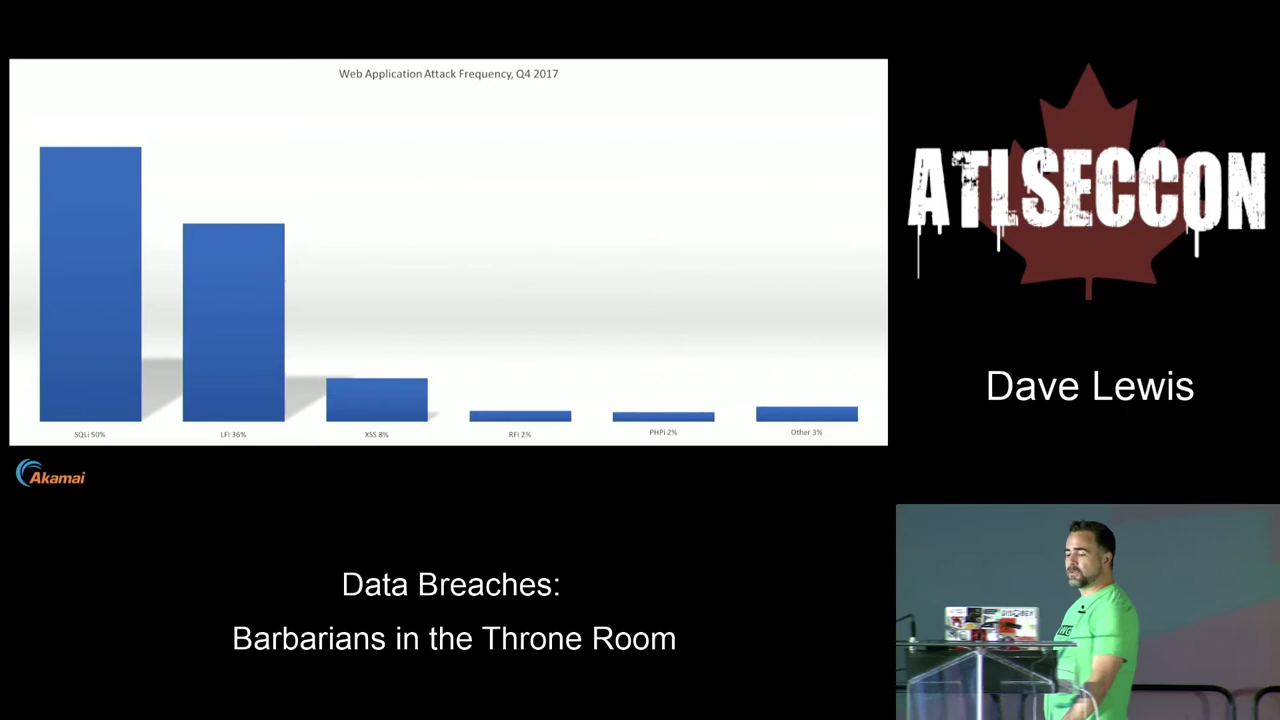 Web Application Attack Frequency, Q4 2017
SQLi 50%
LFI 36%
XSS 8%
RFI 2%
PHPi 2%
Other 3%
Akamai
ATLSECCON
Dave Lewis
Data Breaches:
Barbarians in the Throne Room